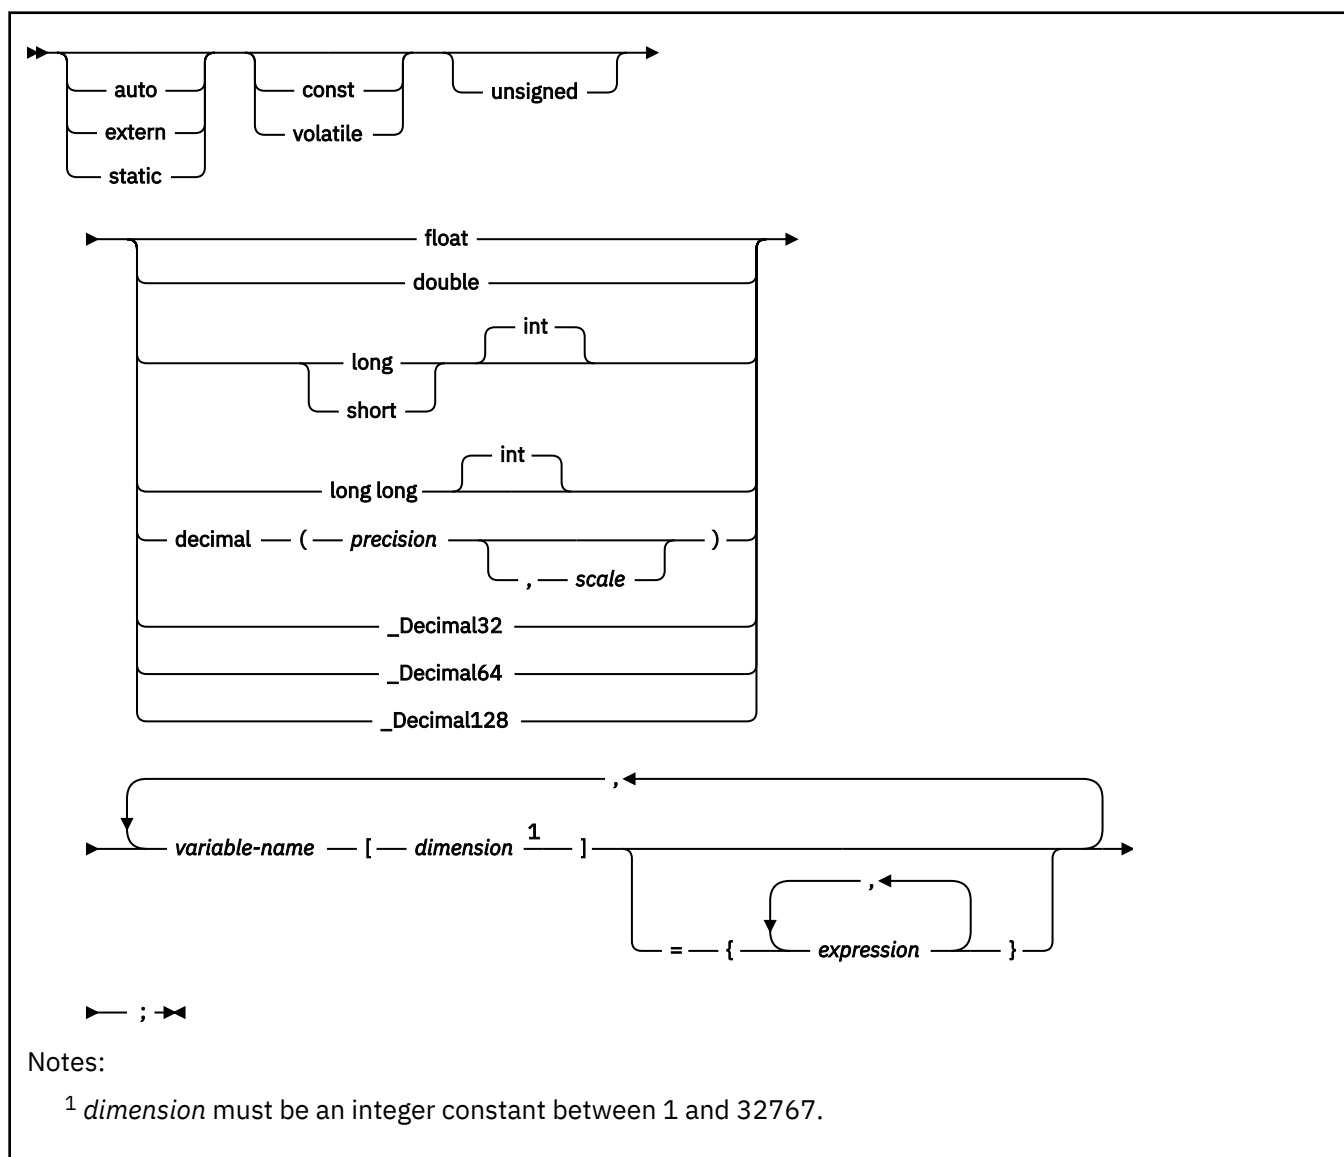 auto const unsigned
extern volatile
static
float
double
int
long
short
int
long long
decimal ( precision )
, scale
_Decimal32
_Decimal64
_Decimal128
,
variable-name [ dimension 1 ]
,
= { expression }
;
Notes:
1 dimension must be an integer constant between 1 and 32767.